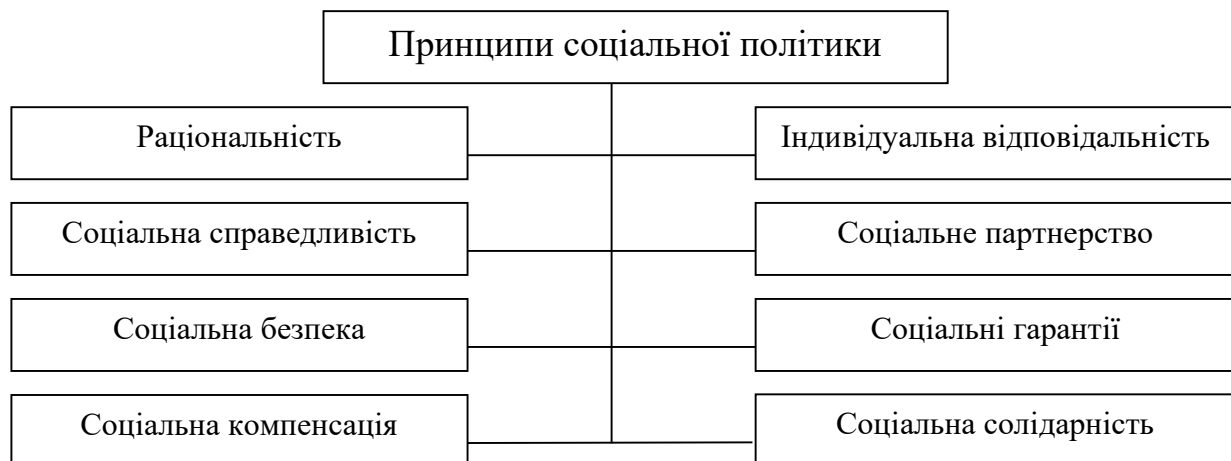 Принципи соціальної політики
Раціональність
Індивідуальна відповідальність
Соціальна справедливість
Соціальне партнерство
Соціальна безпека
Соціальні гарантії
Соціальна компенсація
Соціальна солідарність